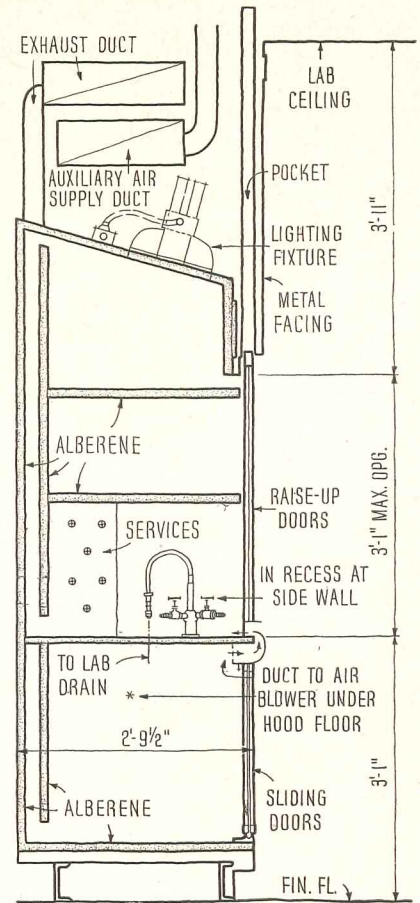 EXHAUST DUCT
LAB
CEILING
AUXILIARY AIR
SUPPLY DUCT
POCKET
3'-11"
LIGHTING
FIXTURE
METAL
FACING
ALBERENE
RAISE-UP
DOORS
3'-1" MAX. OPG.
SERVICES
IN RECESS AT
SIDE WALL
TO LAB
DRAIN
DUCT TO AIR
BLOWER UNDER
HOOD FLOOR
*
2'-9½"
3'-1"
ALBERENE
SLIDING
DOORS
FIN. FL.